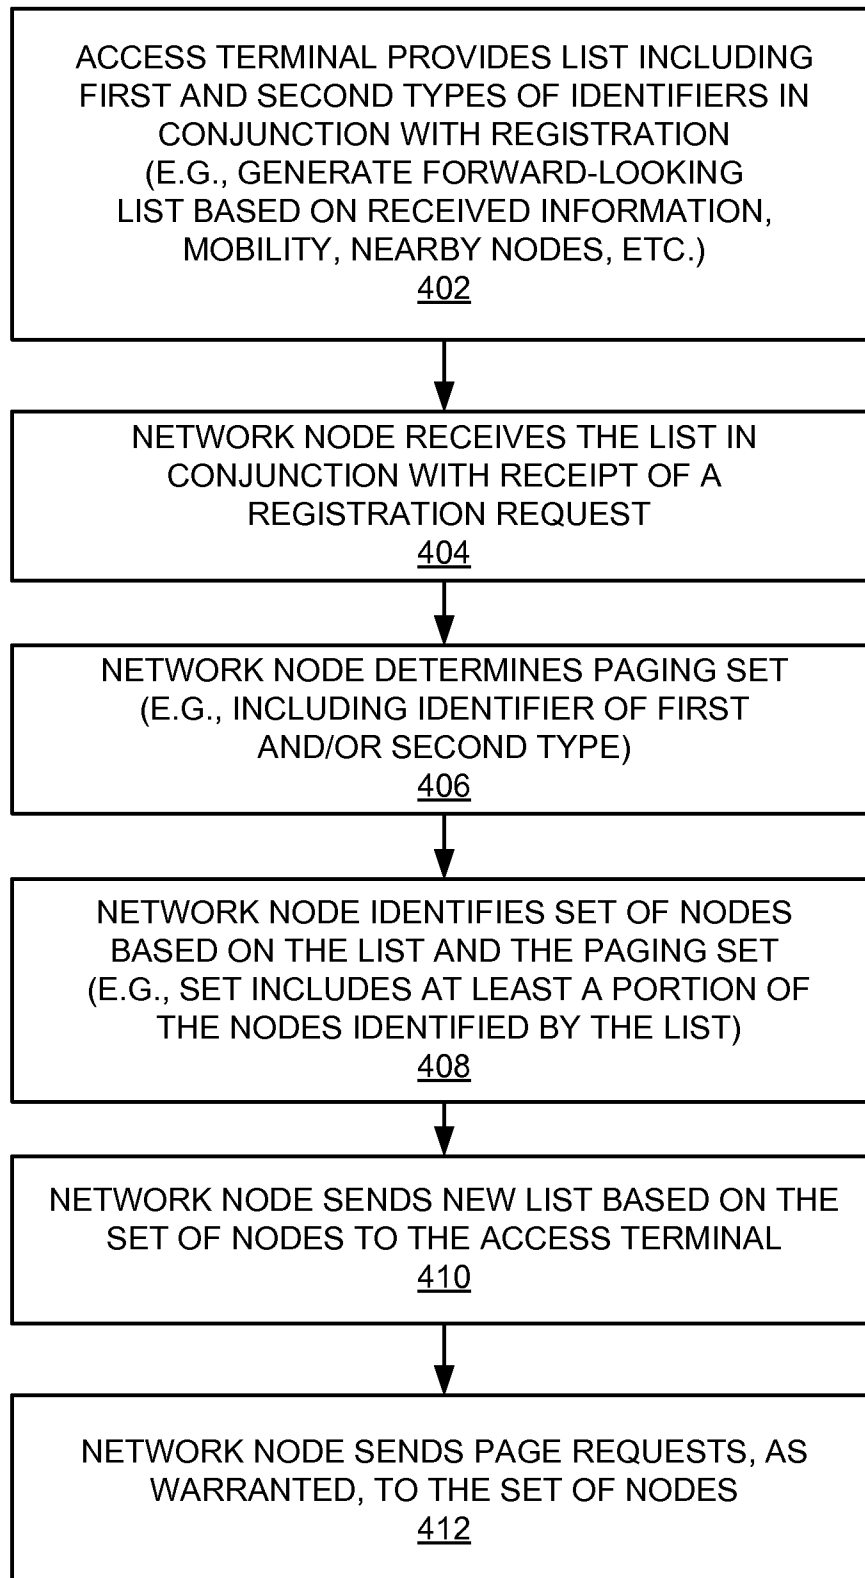 ACCESS TERMINAL PROVIDES LIST INCLUDING
FIRST AND SECOND TYPES OF IDENTIFIERS IN
CONJUNCTION WITH REGISTRATION
(E.G., GENERATE FORWARD-LOOKING
LIST BASED ON RECEIVED INFORMATION,
MOBILITY, NEARBY NODES, ETC.)
402
NETWORK NODE RECEIVES THE LIST IN
CONJUNCTION WITH RECEIPT OF A
REGISTRATION REQUEST
404
NETWORK NODE DETERMINES PAGING SET
(E.G., INCLUDING IDENTIFIER OF FIRST
AND/OR SECOND TYPE)
406
NETWORK NODE IDENTIFIES SET OF NODES
BASED ON THE LIST AND THE PAGING SET
(E.G., SET INCLUDES AT LEAST A PORTION OF
THE NODES IDENTIFIED BY THE LIST)
408
NETWORK NODE SENDS NEW LIST BASED ON THE
SET OF NODES TO THE ACCESS TERMINAL
410
NETWORK NODE SENDS PAGE REQUESTS, AS
WARRANTED, TO THE SET OF NODES
412